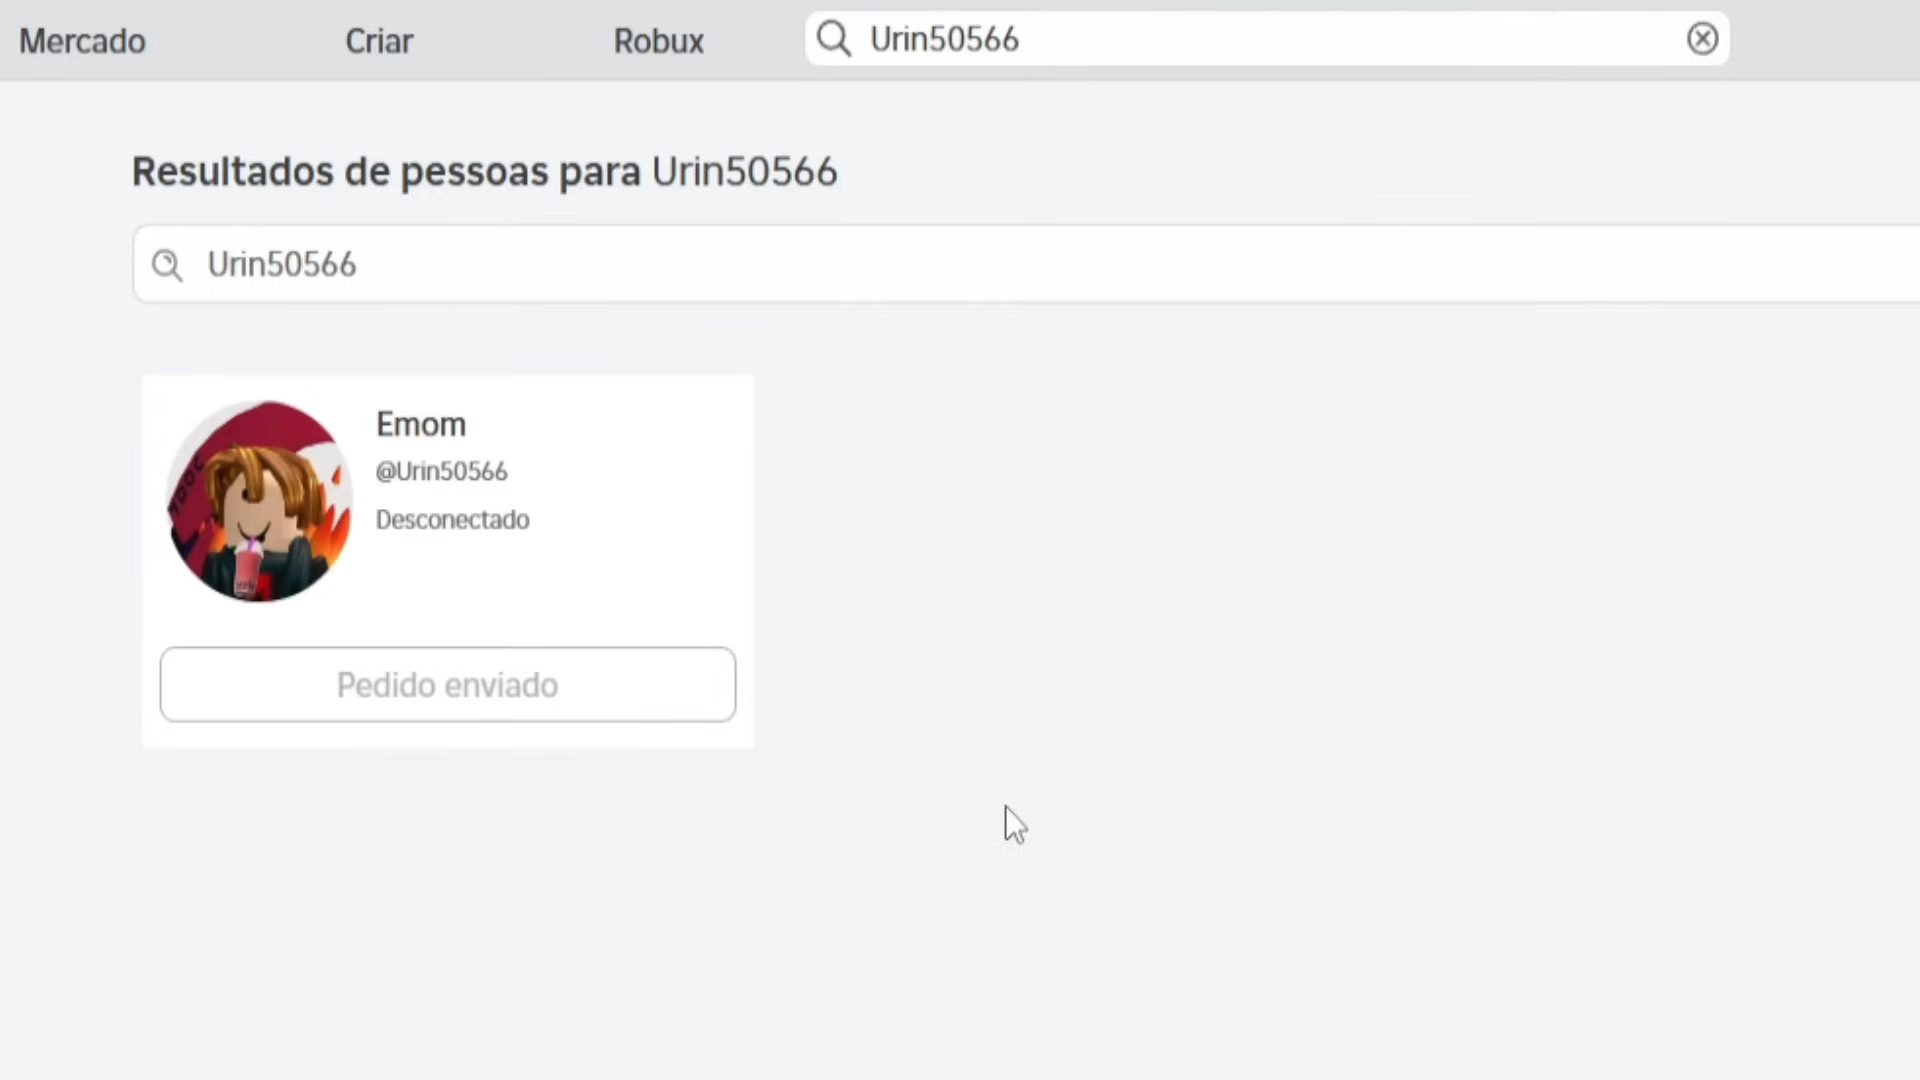 Mercado
Criar
Robux
Urin50566
Resultados de pessoas para Urin50566
Urin50566
Emom
@Urin50566
Desconectado
Pedido enviado